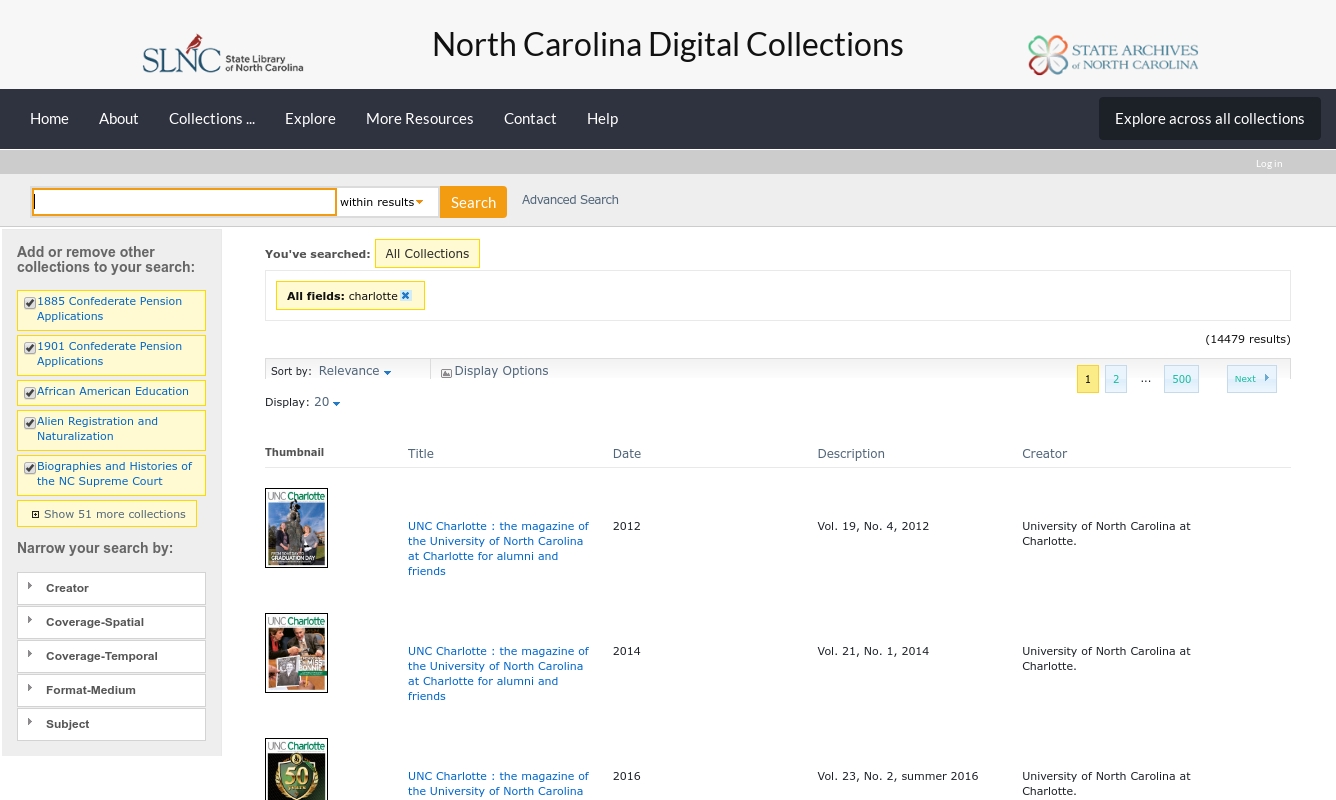 SLNC State Library
of North Carolina
North Carolina Digital Collections
STATE ARCHIVES
of NORTH CAROLINA
Home About Collections ... Explore More Resources Contact Help Explore across all collections
Log in
within results Search Advanced Search
Add or remove other
collections to your search:
1885 Confederate Pension
Applications
1901 Confederate Pension
Applications
African American Education
Alien Registration and
Naturalization
Biographies and Histories of
the NC Supreme Court
Show 51 more collections
Narrow your search by:
Creator
Coverage-Spatial
Coverage-Temporal
Format-Medium
Subject
You've searched: All Collections
All fields: charlotte
(14479 results)
Sort by: Relevance Display Options 1 2 ... 500 Next
Display: 20
Thumbnail Title Date Description Creator
UNC Charlotte
GRADUATION DAY
UNC Charlotte : the magazine of
the University of North Carolina
at Charlotte for alumni and
friends
2012
Vol. 19, No. 4, 2012
University of North Carolina at
Charlotte.
UNC Charlotte
UNC Charlotte : the magazine of
the University of North Carolina
at Charlotte for alumni and
friends
2014
Vol. 21, No. 1, 2014
University of North Carolina at
Charlotte.
UNC Charlotte
50
YEARS
UNC Charlotte : the magazine of
the University of North Carolina
2016
Vol. 23, No. 2, summer 2016
University of North Carolina at
Charlotte.